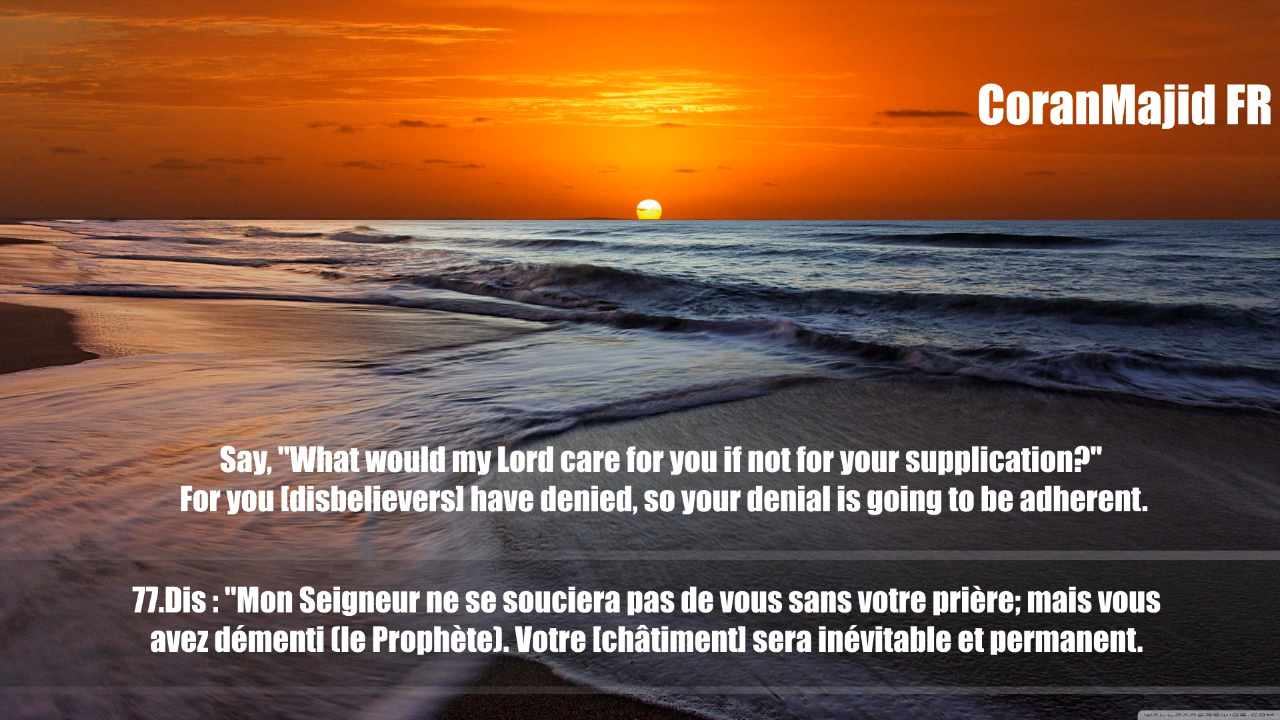 CoranMajid FR
Say, "What would my Lord care for you if not for your supplication?"
For you [disbelievers] have denied, so your denial is going to be adherent.
77.Dis : "Mon Seigneur ne se souciera pas de vous sans votre prière; mais vous
avez démenti (le Prophète). Votre [châtiment] sera inévitable et permanent.
WALLPAPERSWIDE.COM